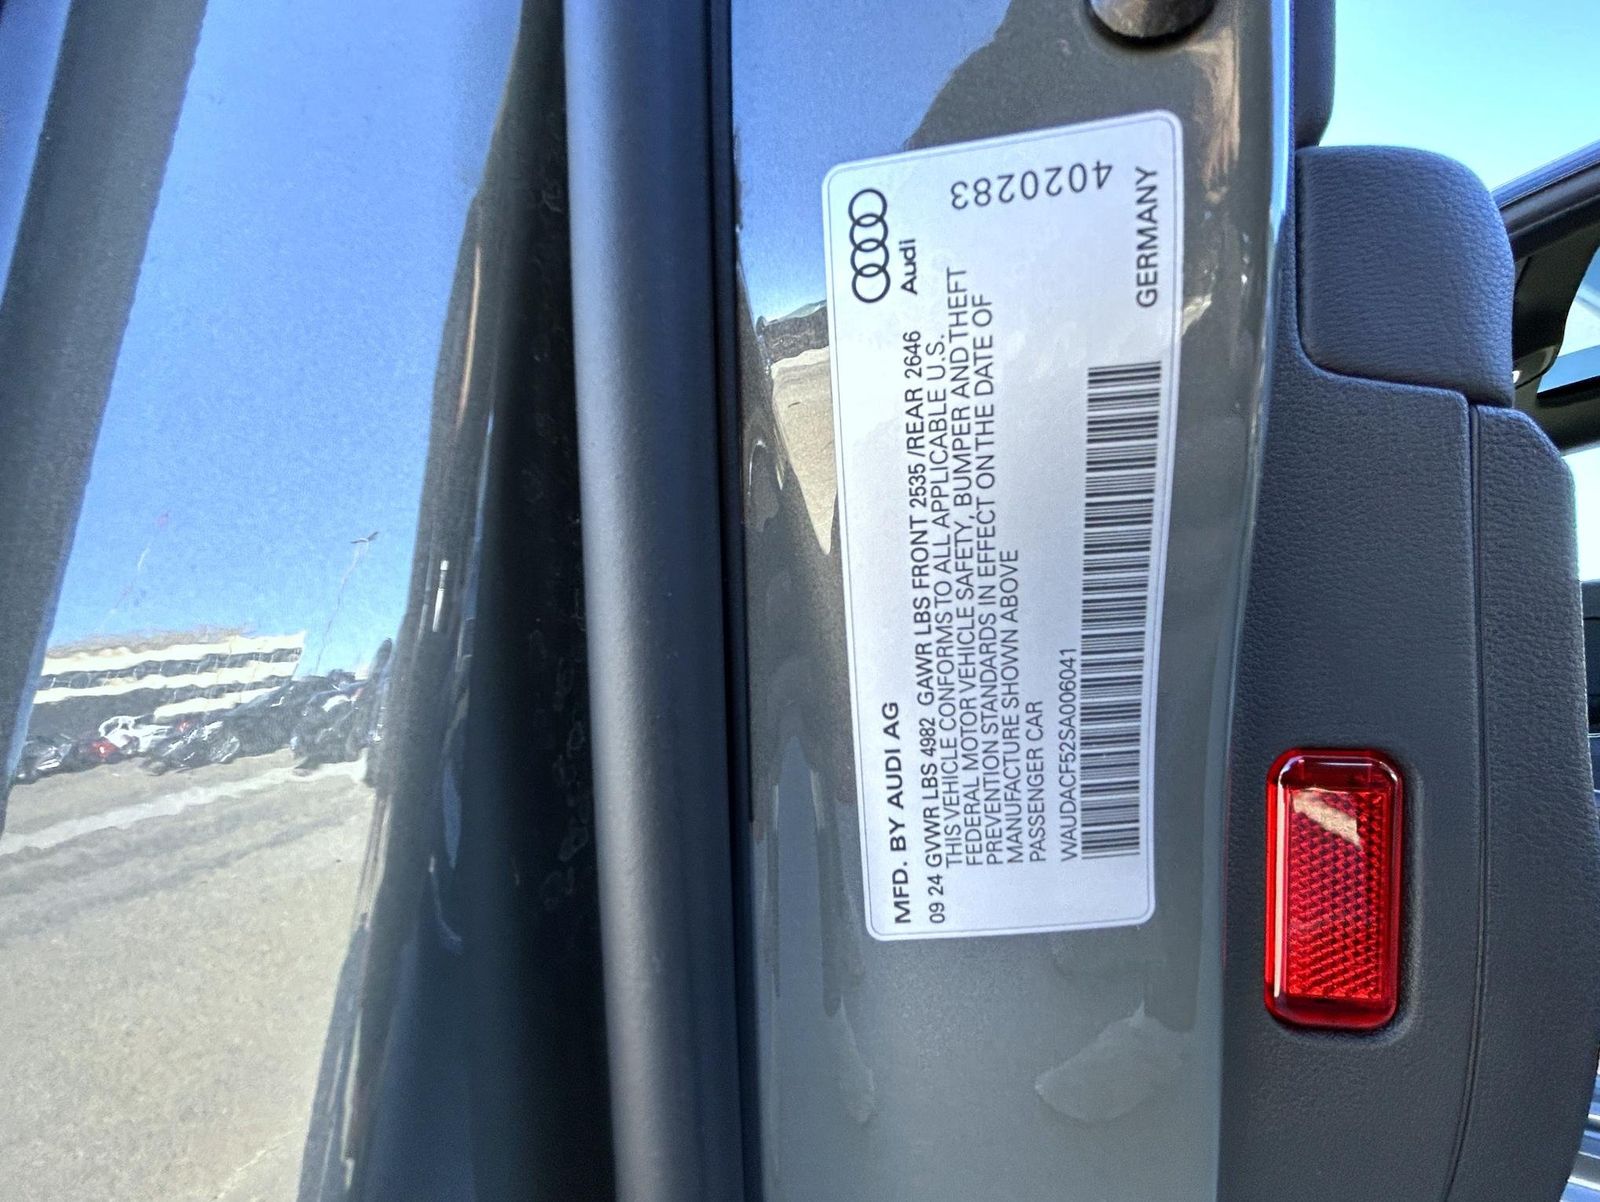 Audi
MFD. BY AUDI AG
09 24 GVWR LBS 4982 GAWR LBS FRONT 2535 /REAR 2646
THIS VEHICLE CONFORMS TO ALL APPLICABLE U.S.
FEDERAL MOTOR VEHICLE SAFETY, BUMPER AND THEFT
PREVENTION STANDARDS IN EFFECT ON THE DATE OF
MANUFACTURE SHOWN ABOVE
PASSENGER CAR
WAUDACF52SA006041
4020283
GERMANY